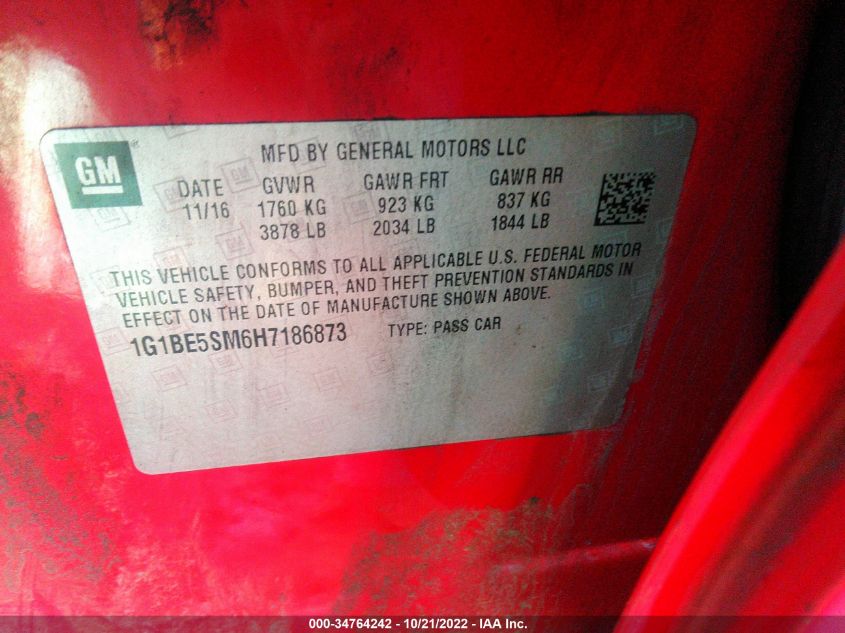 GM
MFD BY GENERAL MOTORS LLC
DATE GVWR GAWR FRT GAWR RR
11/16 1760 KG 923 KG 837 KG
3878 LB 2034 LB 1844 LB
THIS VEHICLE CONFORMS TO ALL APPLICABLE U.S. FEDERAL MOTOR
VEHICLE SAFETY, BUMPER, AND THEFT PREVENTION STANDARDS IN
EFFECT ON THE DATE OF MANUFACTURE SHOWN ABOVE.
1G1BE5SM6H7186873 TYPE: PASS CAR
000-34764242 - 10/21/2022 - IAA Inc.